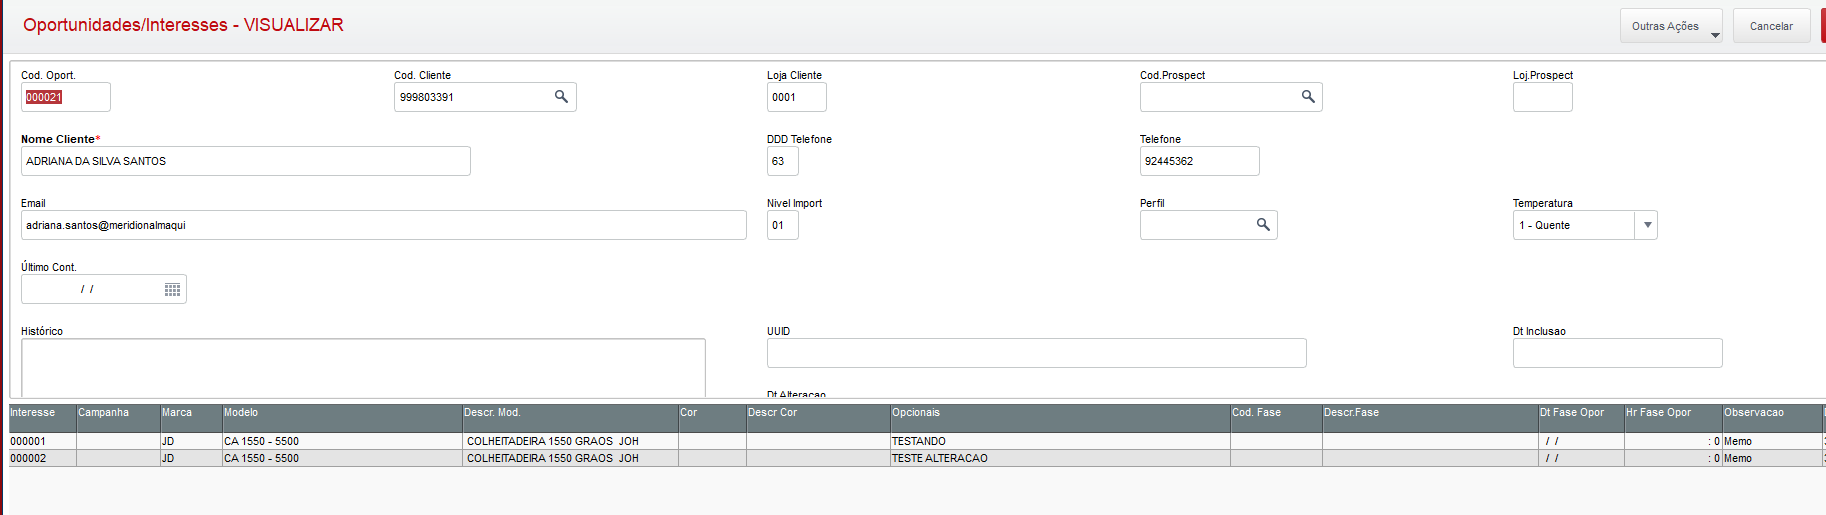 Oportunidades/Interesses - VISUALIZAR
Outras Ações
Cancelar
Cod. Oport. Cod. Cliente Loja Cliente Cod.Prospect Loj.Prospect
000021 999803391 0001
Nome Cliente* DDD Telefone Telefone
ADRIANA DA SILVA SANTOS 63 92445362
Email Nivel Import Perfil Temperatura
adriana.santos@meridionalmaqui 01 1 - Quente
Último Cont.
/ /
Histórico UUID Dt Inclusao
Dt Alteracao
Interesse Campanha Marca Modelo Descr. Mod. Cor Descr Cor Opcionais Cod. Fase Descr.Fase Dt Fase Opor Hr Fase Opor Observacao
000001 JD CA 1550 - 5500 COLHEITADEIRA 1550 GRAOS JOH TESTANDO / / : 0 Memo
000002 JD CA 1550 - 5500 COLHEITADEIRA 1550 GRAOS JOH TESTE ALTERACAO / / : 0 Memo